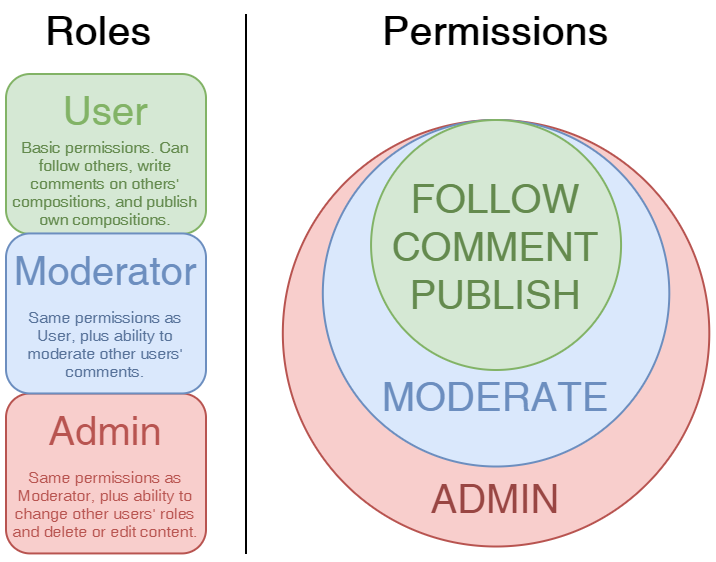 Roles
User
Basic permissions. Can
follow others, write
comments on others'
compositions, and publish
own compositions.
Moderator
Same permissions as
User, plus ability to
moderate other users'
comments.
Admin
Same permissions as
Moderator, plus ability to
change other users' roles
and delete or edit content.
Permissions
FOLLOW
COMMENT
PUBLISH
MODERATE
ADMIN